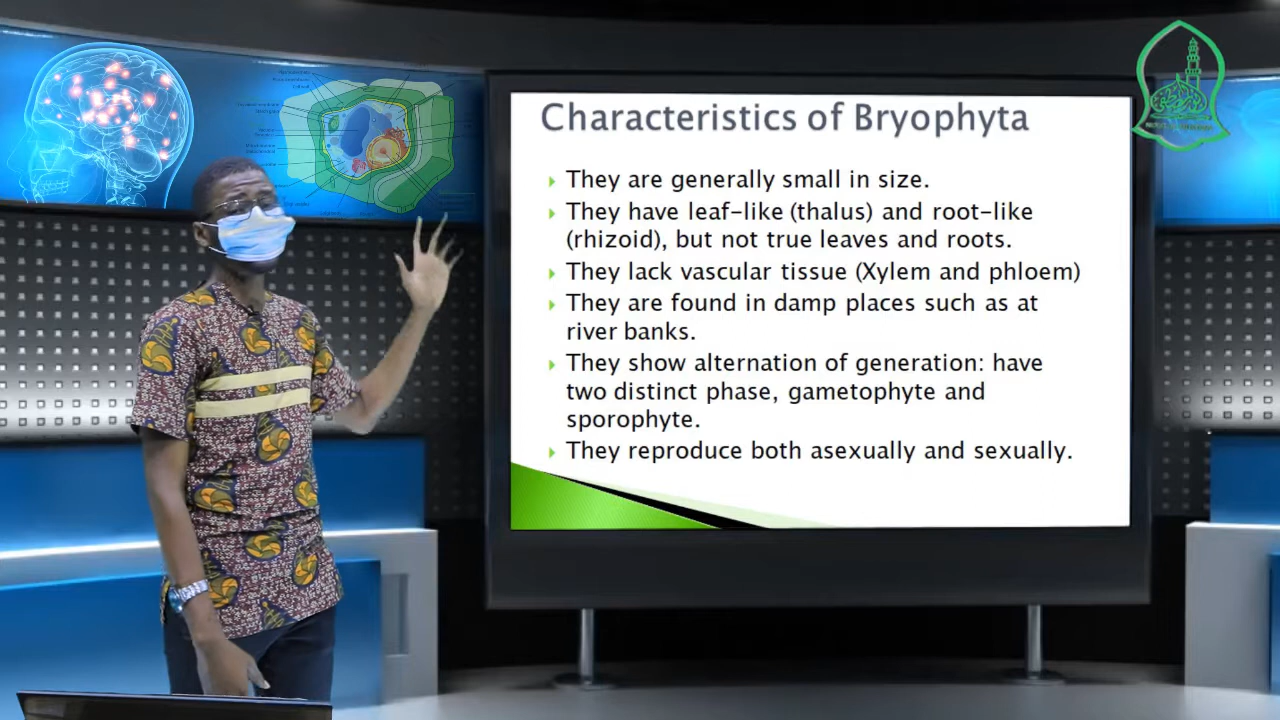 Characteristics of Bryophyta
They are generally small in size.
They have leaf-like (thalus) and root-like
(rhizoid), but not true leaves and roots.
They lack vascular tissue (Xylem and phloem)
They are found in damp places such as at
river banks.
They show alternation of generation: have
two distinct phase, gametophyte and
sporophyte.
They reproduce both asexually and sexually.